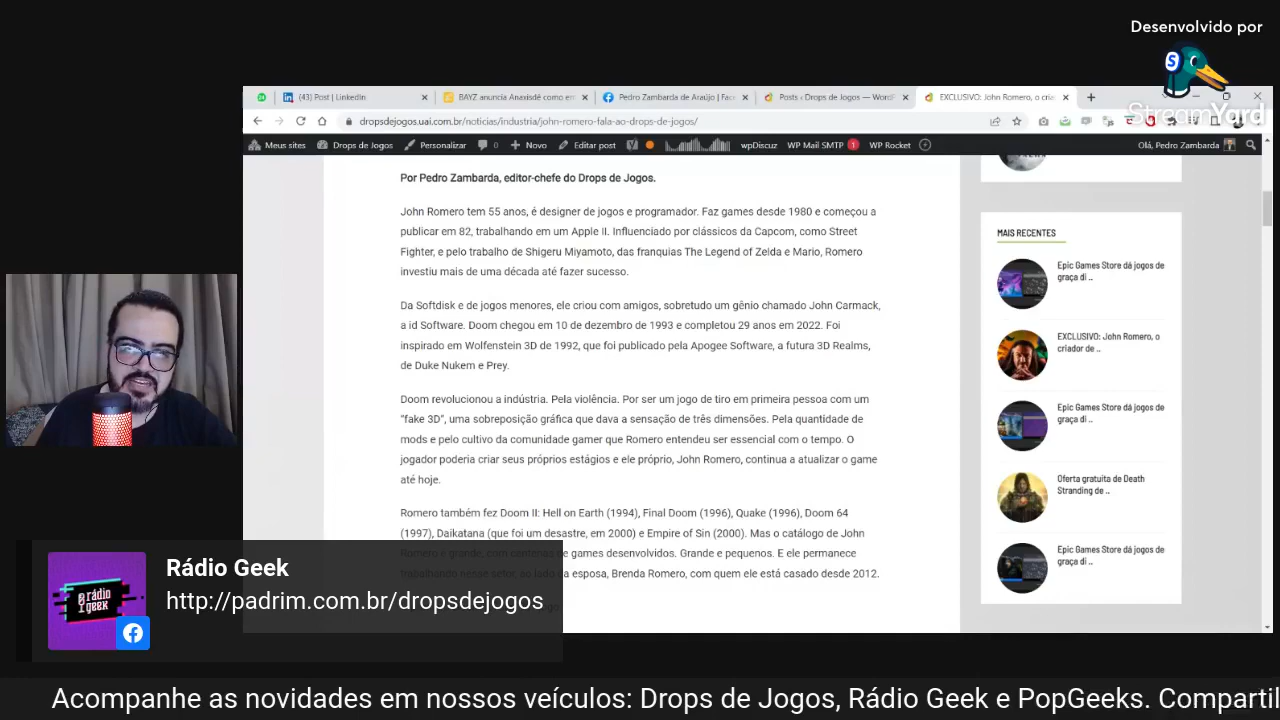 Desenvolvido por
S
StreamYard
(43) Post | LinkedIn
BAYZ anuncia Anaxisdé como em
Pedro Zambarda de Araújo | Fac
Posts ‹ Drops de Jogos — WordP
EXCLUSIVO: John Romero, o criad
dropsdejogos.uai.com.br/noticias/industria/john-romero-fala-ao-drops-de-jogos/
Meus sites
Drops de Jogos
Personalizar
0
Novo
Editar post
wpDiscuz
WP Mail SMTP 1
WP Rocket
Olá, Pedro Zambarda
Por Pedro Zambarda, editor-chefe do Drops de Jogos.
John Romero tem 55 anos, é designer de jogos e programador. Faz games desde 1980 e começou a
publicar em 82, trabalhando em um Apple II. Influenciado por clássicos da Capcom, como Street
Fighter, e pelo trabalho de Shigeru Miyamoto, das franquias The Legend of Zelda e Mario, Romero
investiu mais de uma década até fazer sucesso.
Da Softdisk e de jogos menores, ele criou com amigos, sobretudo um gênio chamado John Carmack,
a id Software. Doom chegou em 10 de dezembro de 1993 e completou 29 anos em 2022. Foi
inspirado em Wolfenstein 3D de 1992, que foi publicado pela Apogee Software, a futura 3D Realms,
de Duke Nukem e Prey.
Doom revolucionou a indústria. Pela violência. Por ser um jogo de tiro em primeira pessoa com um
"fake 3D", uma sobreposição gráfica que dava a sensação de três dimensões. Pela quantidade de
mods e pelo cultivo da comunidade gamer que Romero entendeu ser essencial com o tempo. O
jogador poderia criar seus próprios estágios e ele próprio, John Romero, continua a atualizar o game
até hoje.
Romero também fez Doom II: Hell on Earth (1994), Final Doom (1996), Quake (1996), Doom 64
(1997), Daikatana (que foi um desastre, em 2000) e Empire of Sin (2000). Mas o catálogo de John
Romero é grande, com centenas de games desenvolvidos. Grande e pequenos. E ele permanece
trabalhando nesse setor, ao lado da esposa, Brenda Romero, com quem ele está casado desde 2012.
MAIS RECENTES
Epic Games Store dá jogos de
graça di ..
EXCLUSIVO: John Romero, o
criador de ..
Epic Games Store dá jogos de
graça di ..
Oferta gratuita de Death
Stranding de ..
Epic Games Store dá jogos de
graça di ..
rádio
geek
Rádio Geek
http://padrim.com.br/dropsdejogos
Acompanhe as novidades em nossos veículos: Drops de Jogos, Rádio Geek e PopGeeks. Compartil